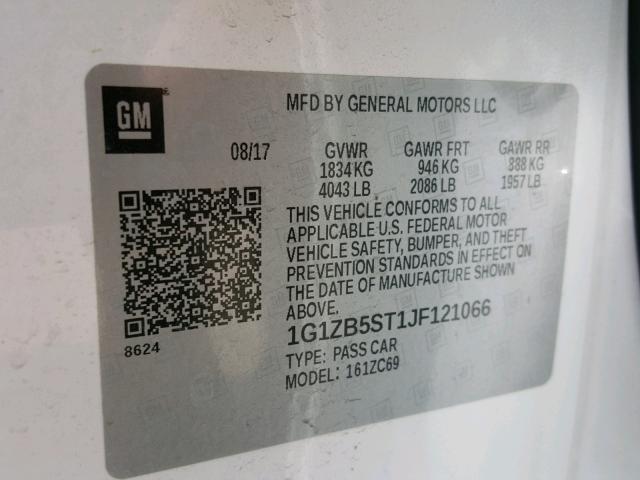 GM
MFD BY GENERAL MOTORS LLC
08/17 GVWR GAWR FRT GAWR RR
1834 KG 946 KG 888 KG
4043 LB 2086 LB 1957 LB
THIS VEHICLE CONFORMS TO ALL
APPLICABLE U.S. FEDERAL MOTOR
VEHICLE SAFETY, BUMPER, AND THEFT
PREVENTION STANDARDS IN EFFECT ON
THE DATE OF MANUFACTURE SHOWN
ABOVE.
1G1ZB5ST1JF121066
8624
TYPE: PASS CAR
MODEL: 161ZC69